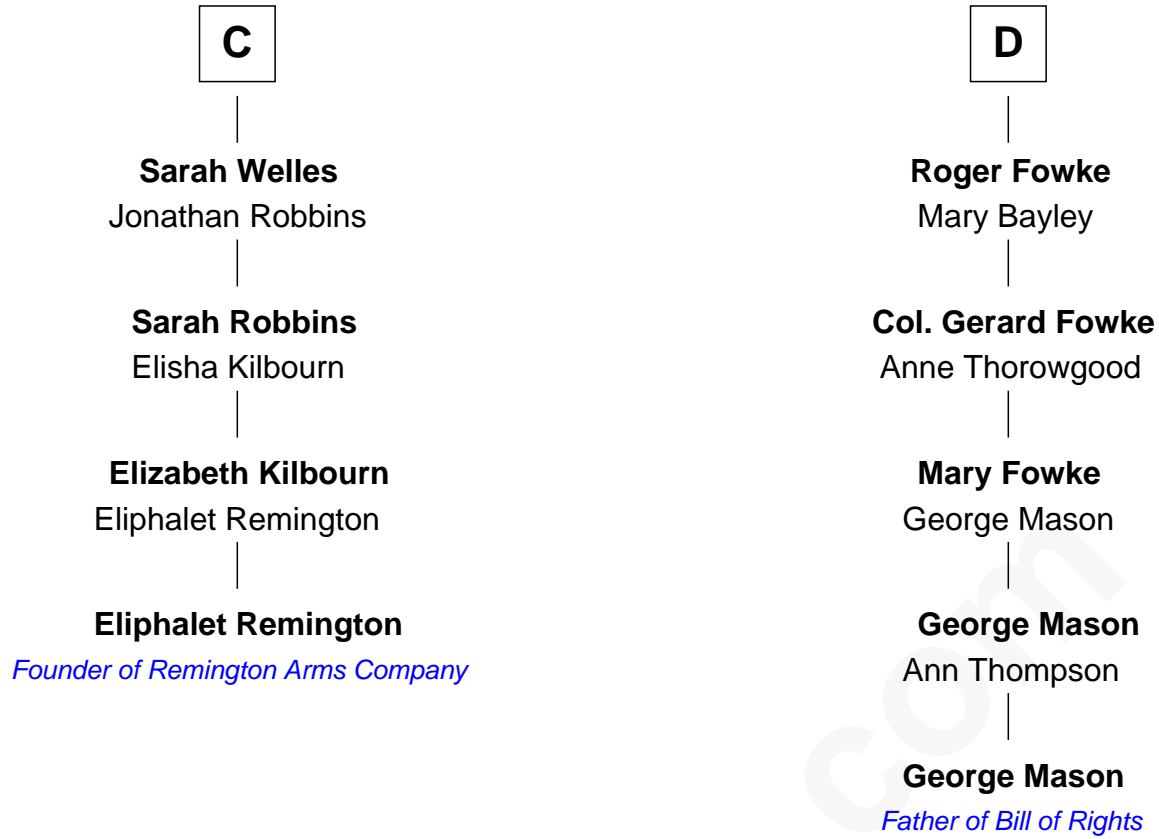 C
Sarah Welles
Jonathan Robbins
Sarah Robbins
Elisha Kilbourn
Elizabeth Kilbourn
Eliphalet Remington
Eliphalet Remington
Founder of Remington Arms Company
D
Roger Fowke
Mary Bayley
Col. Gerard Fowke
Anne Thorowgood
Mary Fowke
George Mason
George Mason
Ann Thompson
George Mason
Father of Bill of Rights
com